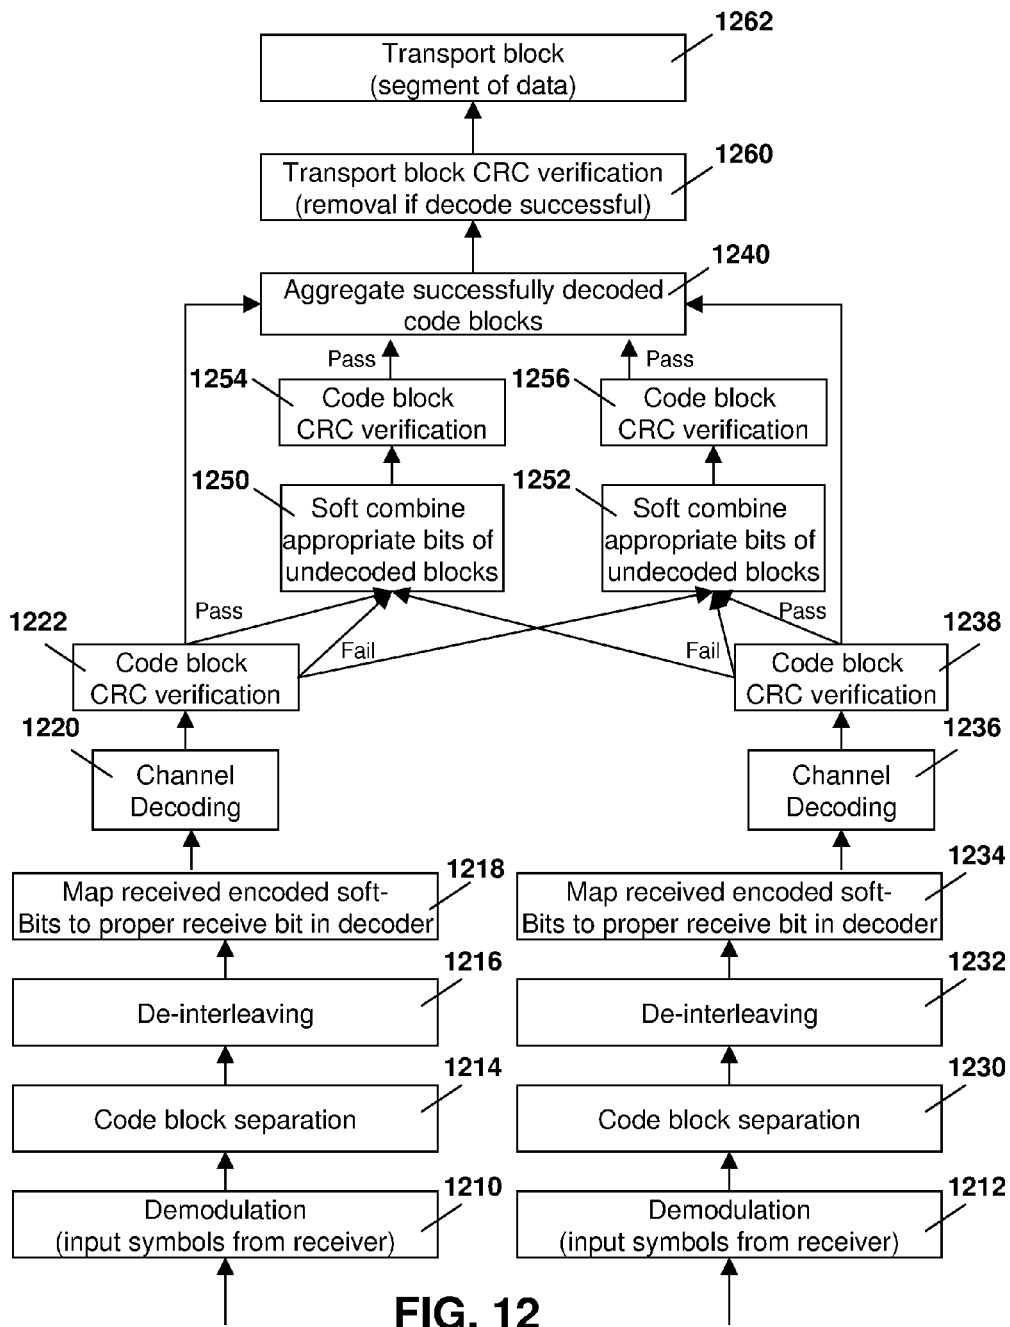 1262
Transport block
(segment of data)
1260
Transport block CRC verification
(removal if decode successful)
1240
Aggregate successfully decoded
code blocks
Pass
Pass
1254
Code block
CRC verification
1256
Code block
CRC verification
1250
Soft combine
appropriate bits of
undecoded blocks
1252
Soft combine
appropriate bits of
undecoded blocks
Pass
Pass
1222
Fail
Fail
1238
Code block
CRC verification
Code block
CRC verification
1220
Channel
Decoding
1236
Channel
Decoding
1218
Map received encoded soft-
Bits to proper receive bit in decoder
1234
Map received encoded soft-
Bits to proper receive bit in decoder
1216
De-interleaving
1232
De-interleaving
1214
Code block separation
1230
Code block separation
1210
Demodulation
(input symbols from receiver)
1212
Demodulation
(input symbols from receiver)
FIG. 12